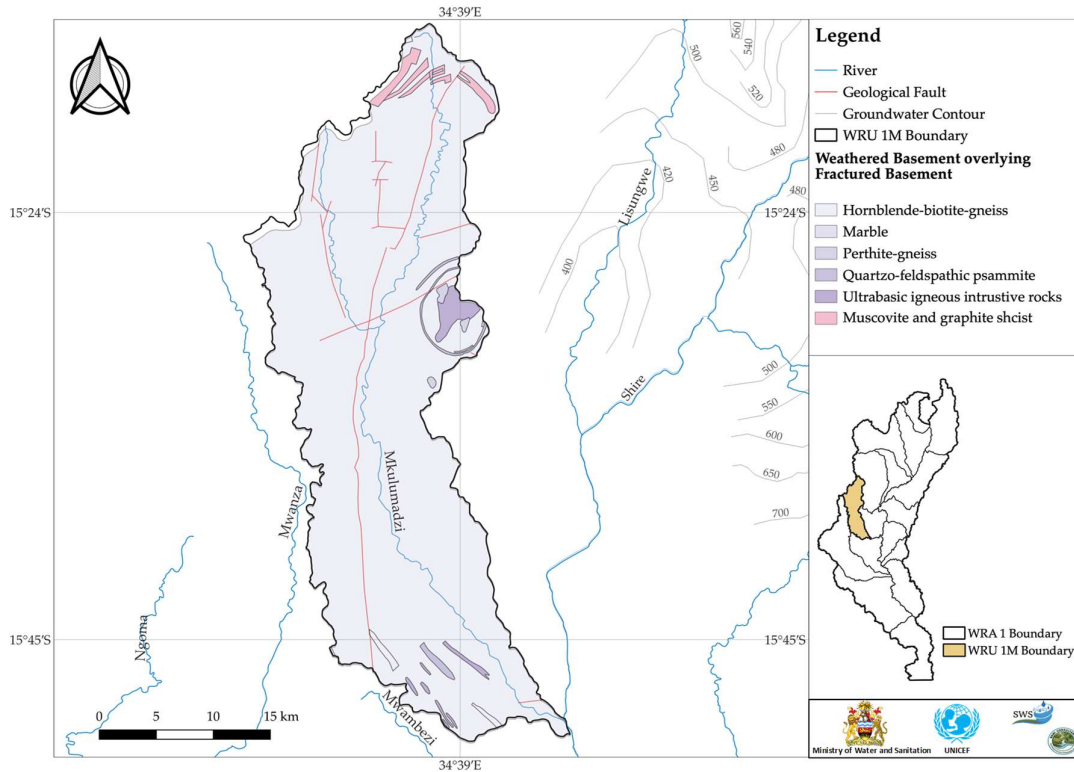 34°39'E
560
540
500
520
480
480
420
450
400
Lisungwe
15°24'S
15°24'S
Shire
500
550
600
650
700
Mkulumadzi
Mwanza
Ngoma
15°45'S
15°45'S
Mwambezi
0 5 10 15 km
34°39'E
Legend
River
Geological Fault
Groundwater Contour
WRU 1M Boundary
Weathered Basement overlying
Fractured Basement
Hornblende-biotite-gneiss
Marble
Perthite-gneiss
Quartzo-feldspathic psammite
Ultrabasic igneous intrustive rocks
Muscovite and graphite shcist
WRA 1 Boundary
WRU 1M Boundary
Ministry of Water and Sanitation
UNICEF
SWS